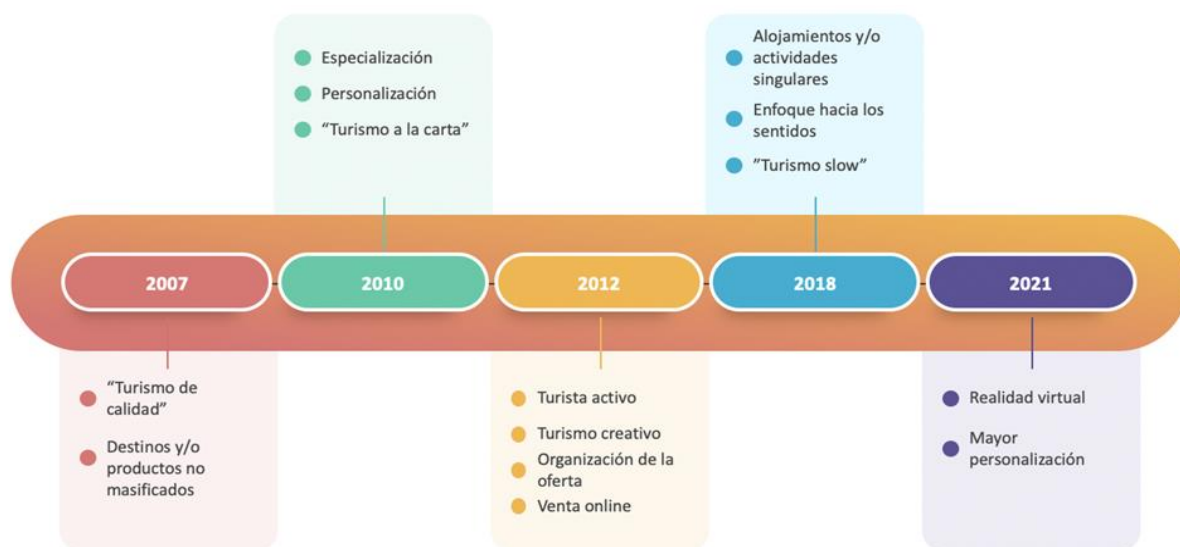 Especialización
Personalización
“Turismo a la carta”
Alojamientos y/o
actividades
singulares
Enfoque hacia los
sentidos
”Turismo slow”
2007
2010
2012
2018
2021
“Turismo de
calidad”
Destinos y/o
productos no
masificados
Turista activo
Turismo creativo
Organización de la
oferta
Venta online
Realidad virtual
Mayor
personalización